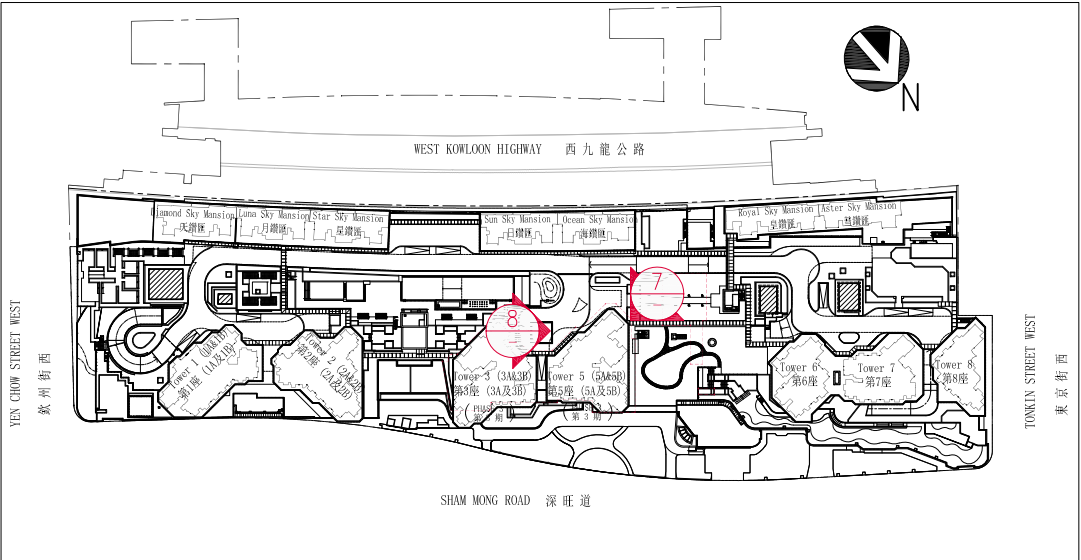 N
WEST KOWLOON HIGHWAY 西九龍公路
Diamond Sky Mansion
天鑽匯
Luna Sky Mansion
月鑽匯
Star Sky Mansion
星鑽匯
Sun Sky Mansion
日鑽匯
Ocean Sky Mansion
海鑽匯
Royal Sky Mansion
皇鑽匯
Aster Sky Mansion
彗鑽匯
7
8
YEN CHOW STREET WEST
欽州街西
TONKIN STREET WEST
東京街西
Tower 1 (1A&1B)
第1座 (1A及1B)
Tower 2 (2A&2B)
第2座 (2A及2B)
Tower 3 (3A&3B)
第3座 (3A及3B)
Tower 5 (5A&5B)
第5座 (5A及5B)
第 3 期
Tower 6
第6座
Tower 7
第7座
Tower 8
第8座
SHAM MONG ROAD 深旺道